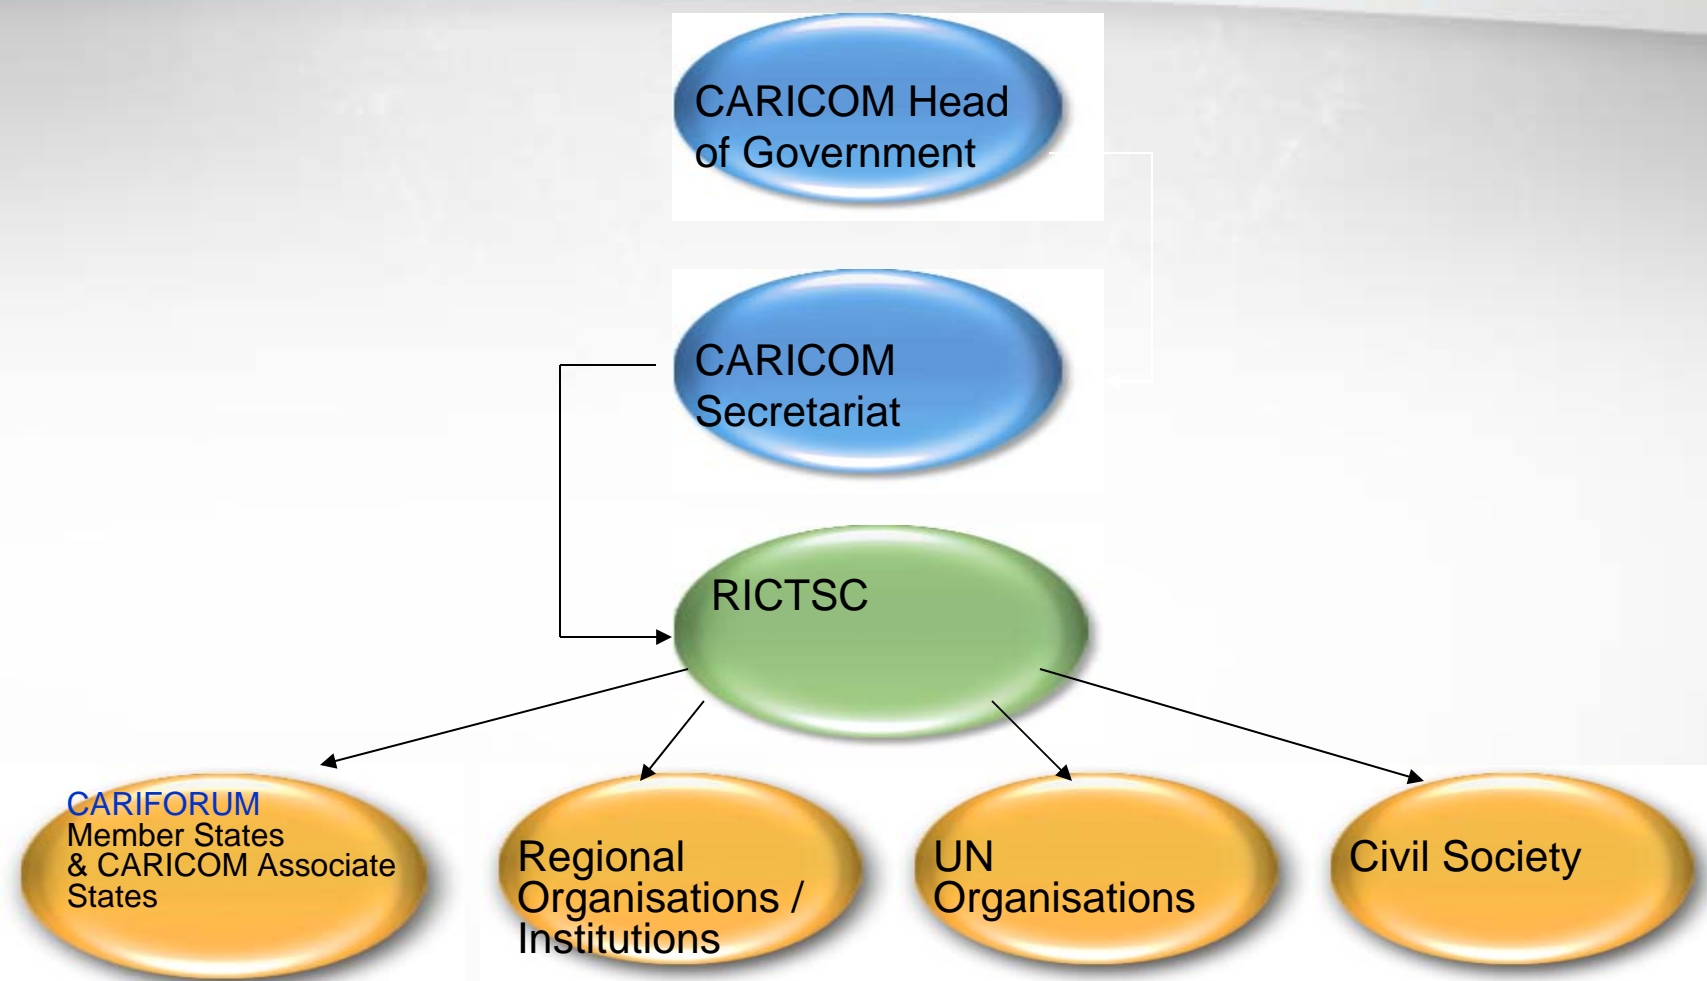 CARICOM Head
of Government
CARICOM
Secretariat
RICTSC
CARIFORUM
Member States
& CARICOM Associate
States
Regional
Organisations /
Institutions
UN
Organisations
Civil Society